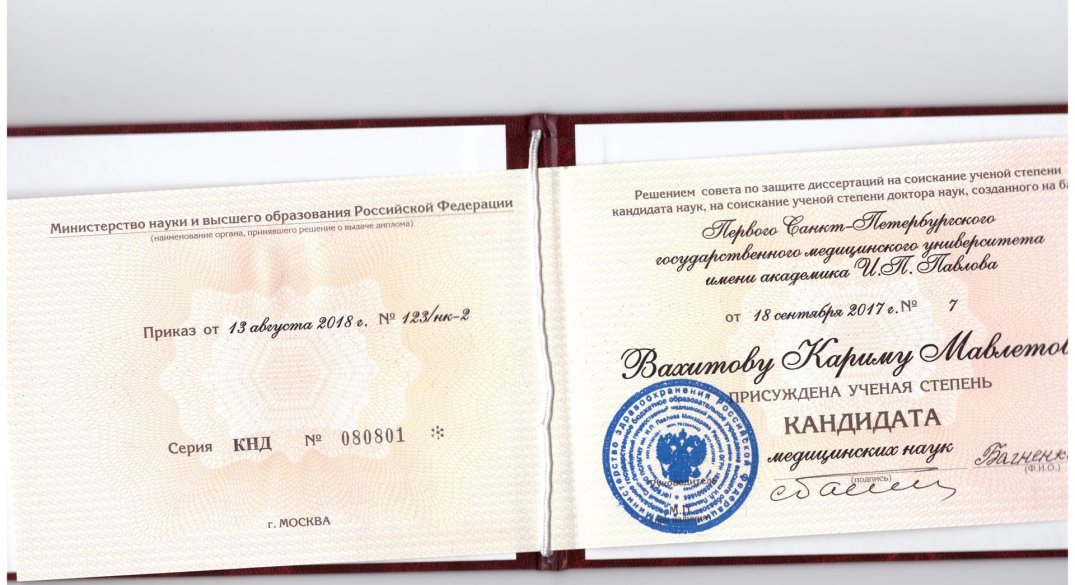 Министерство науки и высшего образования Российской Федерации
(наименование органа, принявшего решение о выдаче диплома)
Приказ от 13 августа 2018 г. № 123/нк-2
Серия КНД № 080801 *
г. МОСКВА
Решением совета по защите диссертаций на соискание ученой степени
кандидата наук, на соискание ученой степени доктора наук, созданного на
Первого Санкт-Петербургского
государственного медицинского университета
имени академика И.П. Павлова
от 18 сентября 2017 г. № 7
Вахитову Кариму
ПРИСУЖДЕНА УЧЕНАЯ СТЕПЕНЬ
КАНДИДАТА
медицинских наук
Руководитель
(подпись)
(Ф.И.О.)
М.П.